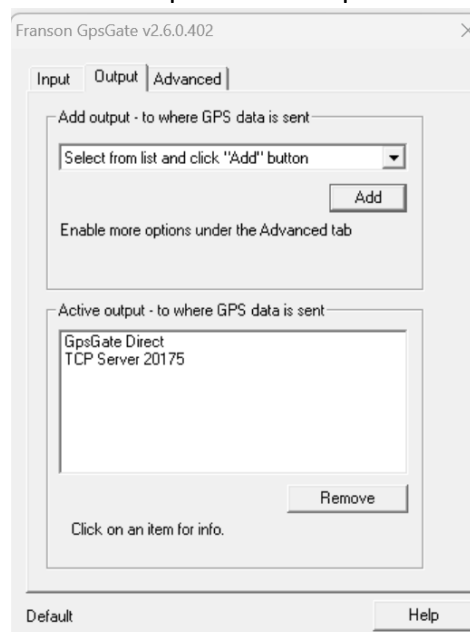 Franson GpsGate v2.6.0.402
Input Output Advanced
Add output - to where GPS data is sent
Select from list and click "Add" button
Add
Enable more options under the Advanced tab
Active output - to where GPS data is sent
GpsGate Direct
TCP Server 20175
Remove
Click on an item for info.
Default Help